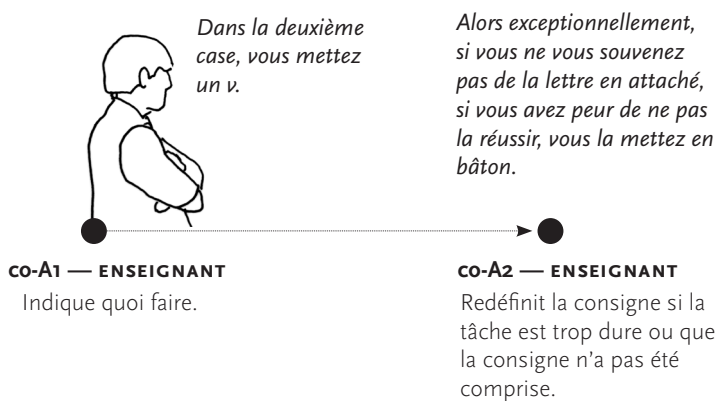 Dans la deuxième
case, vous mettez
un v.
Alors exceptionnellement,
si vous ne vous souvenez
pas de la lettre en attaché,
si vous avez peur de ne pas
la réussir, vous la mettez en
bâton.
co-A1 — ENSEIGNANT
Indique quoi faire.
co-A2 — ENSEIGNANT
Redéfinit la consigne si la
tâche est trop dure ou que
la consigne n'a pas été
comprise.